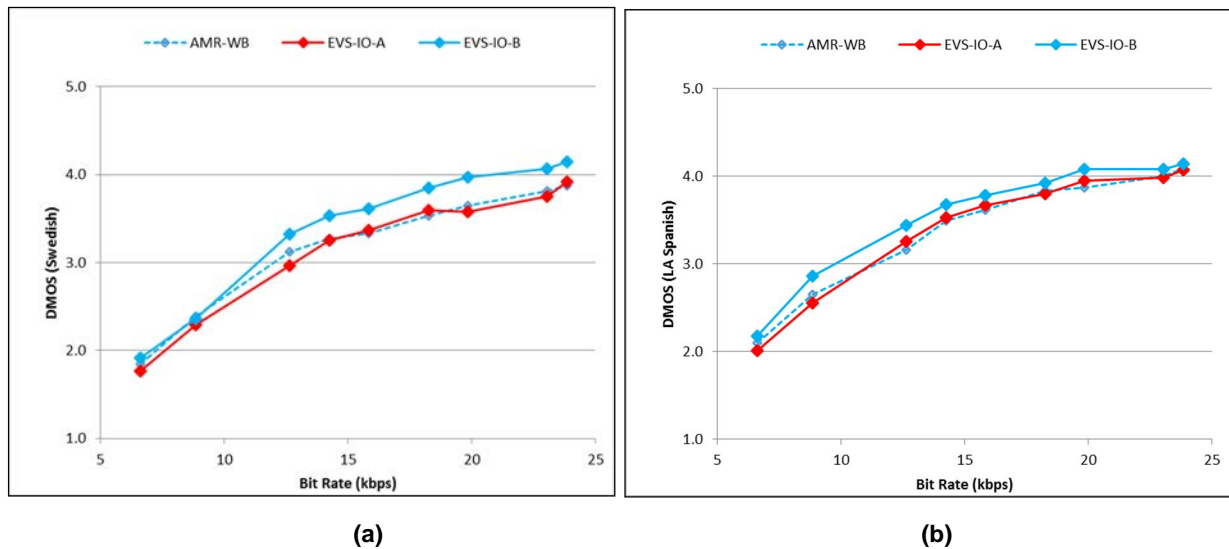 AMR-WB EVS-IO-A EVS-IO-B
5.0
4.0
3.0
2.0
1.0
DMOS (Swedish)
5 10 15 20 25
Bit Rate (kbps)
(a)
AMR-WB EVS-IO-A EVS-IO-B
5.0
4.0
3.0
2.0
1.0
DMOS (LA Spanish)
5 10 15 20 25
Bit Rate (kbps)
(b)